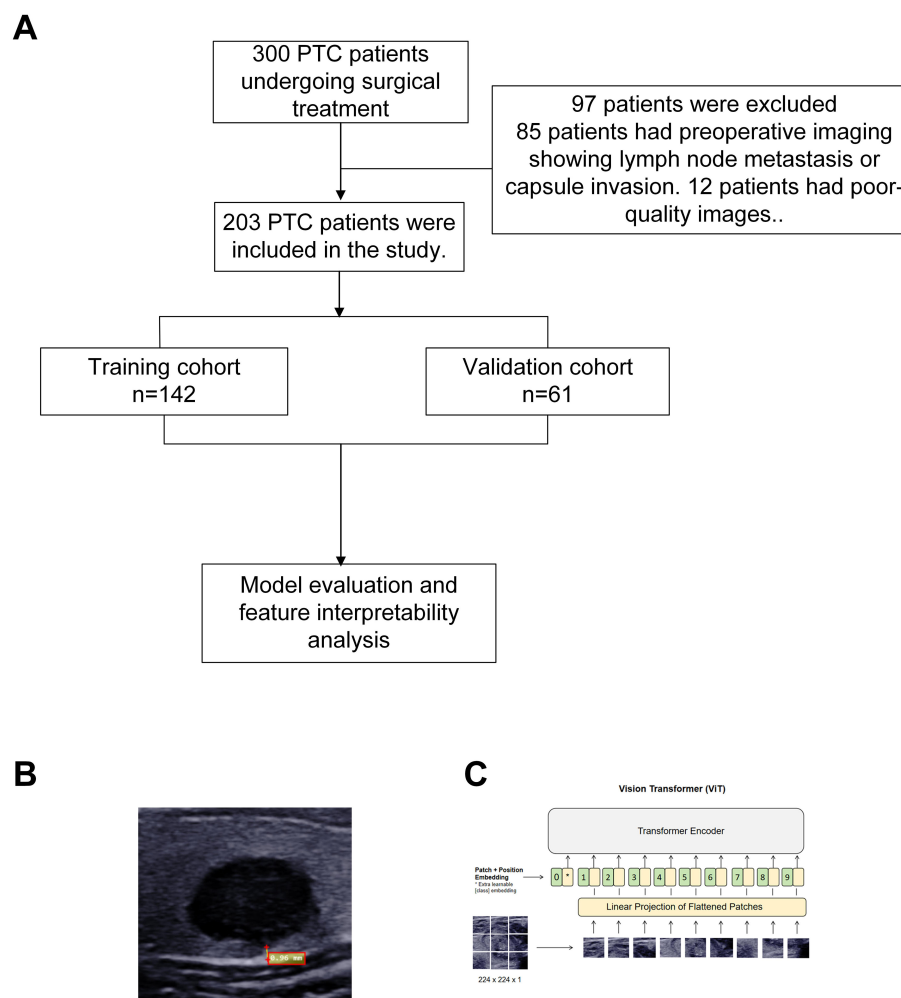 A
300 PTC patients
undergoing surgical
treatment
97 patients were excluded
85 patients had preoperative imaging
showing lymph node metastasis or
capsule invasion. 12 patients had poor-
quality images..
203 PTC patients were
included in the study.
Training cohort
n=142
Validation cohort
n=61
Model evaluation and
feature interpretability
analysis
B
0.96 mm
C
Vision Transformer (ViT)
Transformer Encoder
Patch + Position
Embedding
* Extra learnable
[class] embedding
0 * 1 2 3 4 5 6 7 8 9
Linear Projection of Flattened Patches
224 x 224 x 1